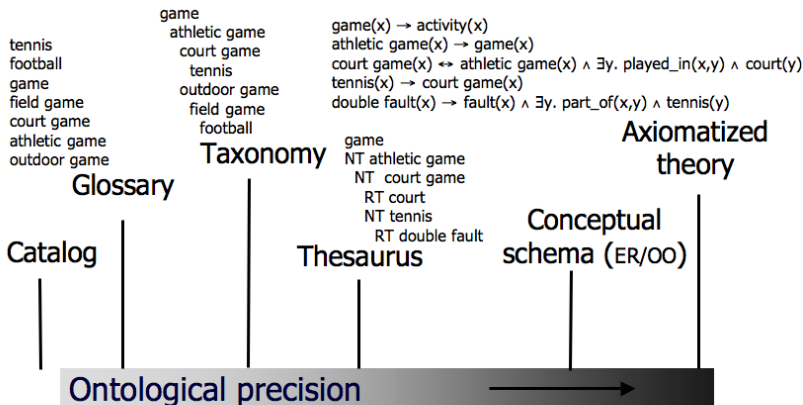 tennis
football
game
field game
court game
athletic game
outdoor game
Glossary
Catalog
game
athletic game
court game
tennis
outdoor game
field game
football
Taxonomy
game(x) → activity(x)
athletic game(x) → game(x)
court game(x) ↔ athletic game(x) ∧ ∃y. played_in(x,y) ∧ court(y)
tennis(x) → court game(x)
double fault(x) → fault(x) ∧ ∃y. part_of(x,y) ∧ tennis(y)
Axiomatized
theory
game
NT athletic game
NT court game
RT court
NT tennis
RT double fault
Thesaurus
Conceptual
schema (ER/OO)
Ontological precision